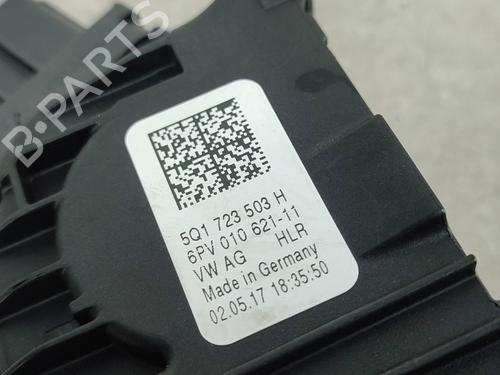 B-PARTS
5Q1 723 503 H
6PV 010 621-11
VW AG HLR
Made in Germany
02.05.17 18:35:50